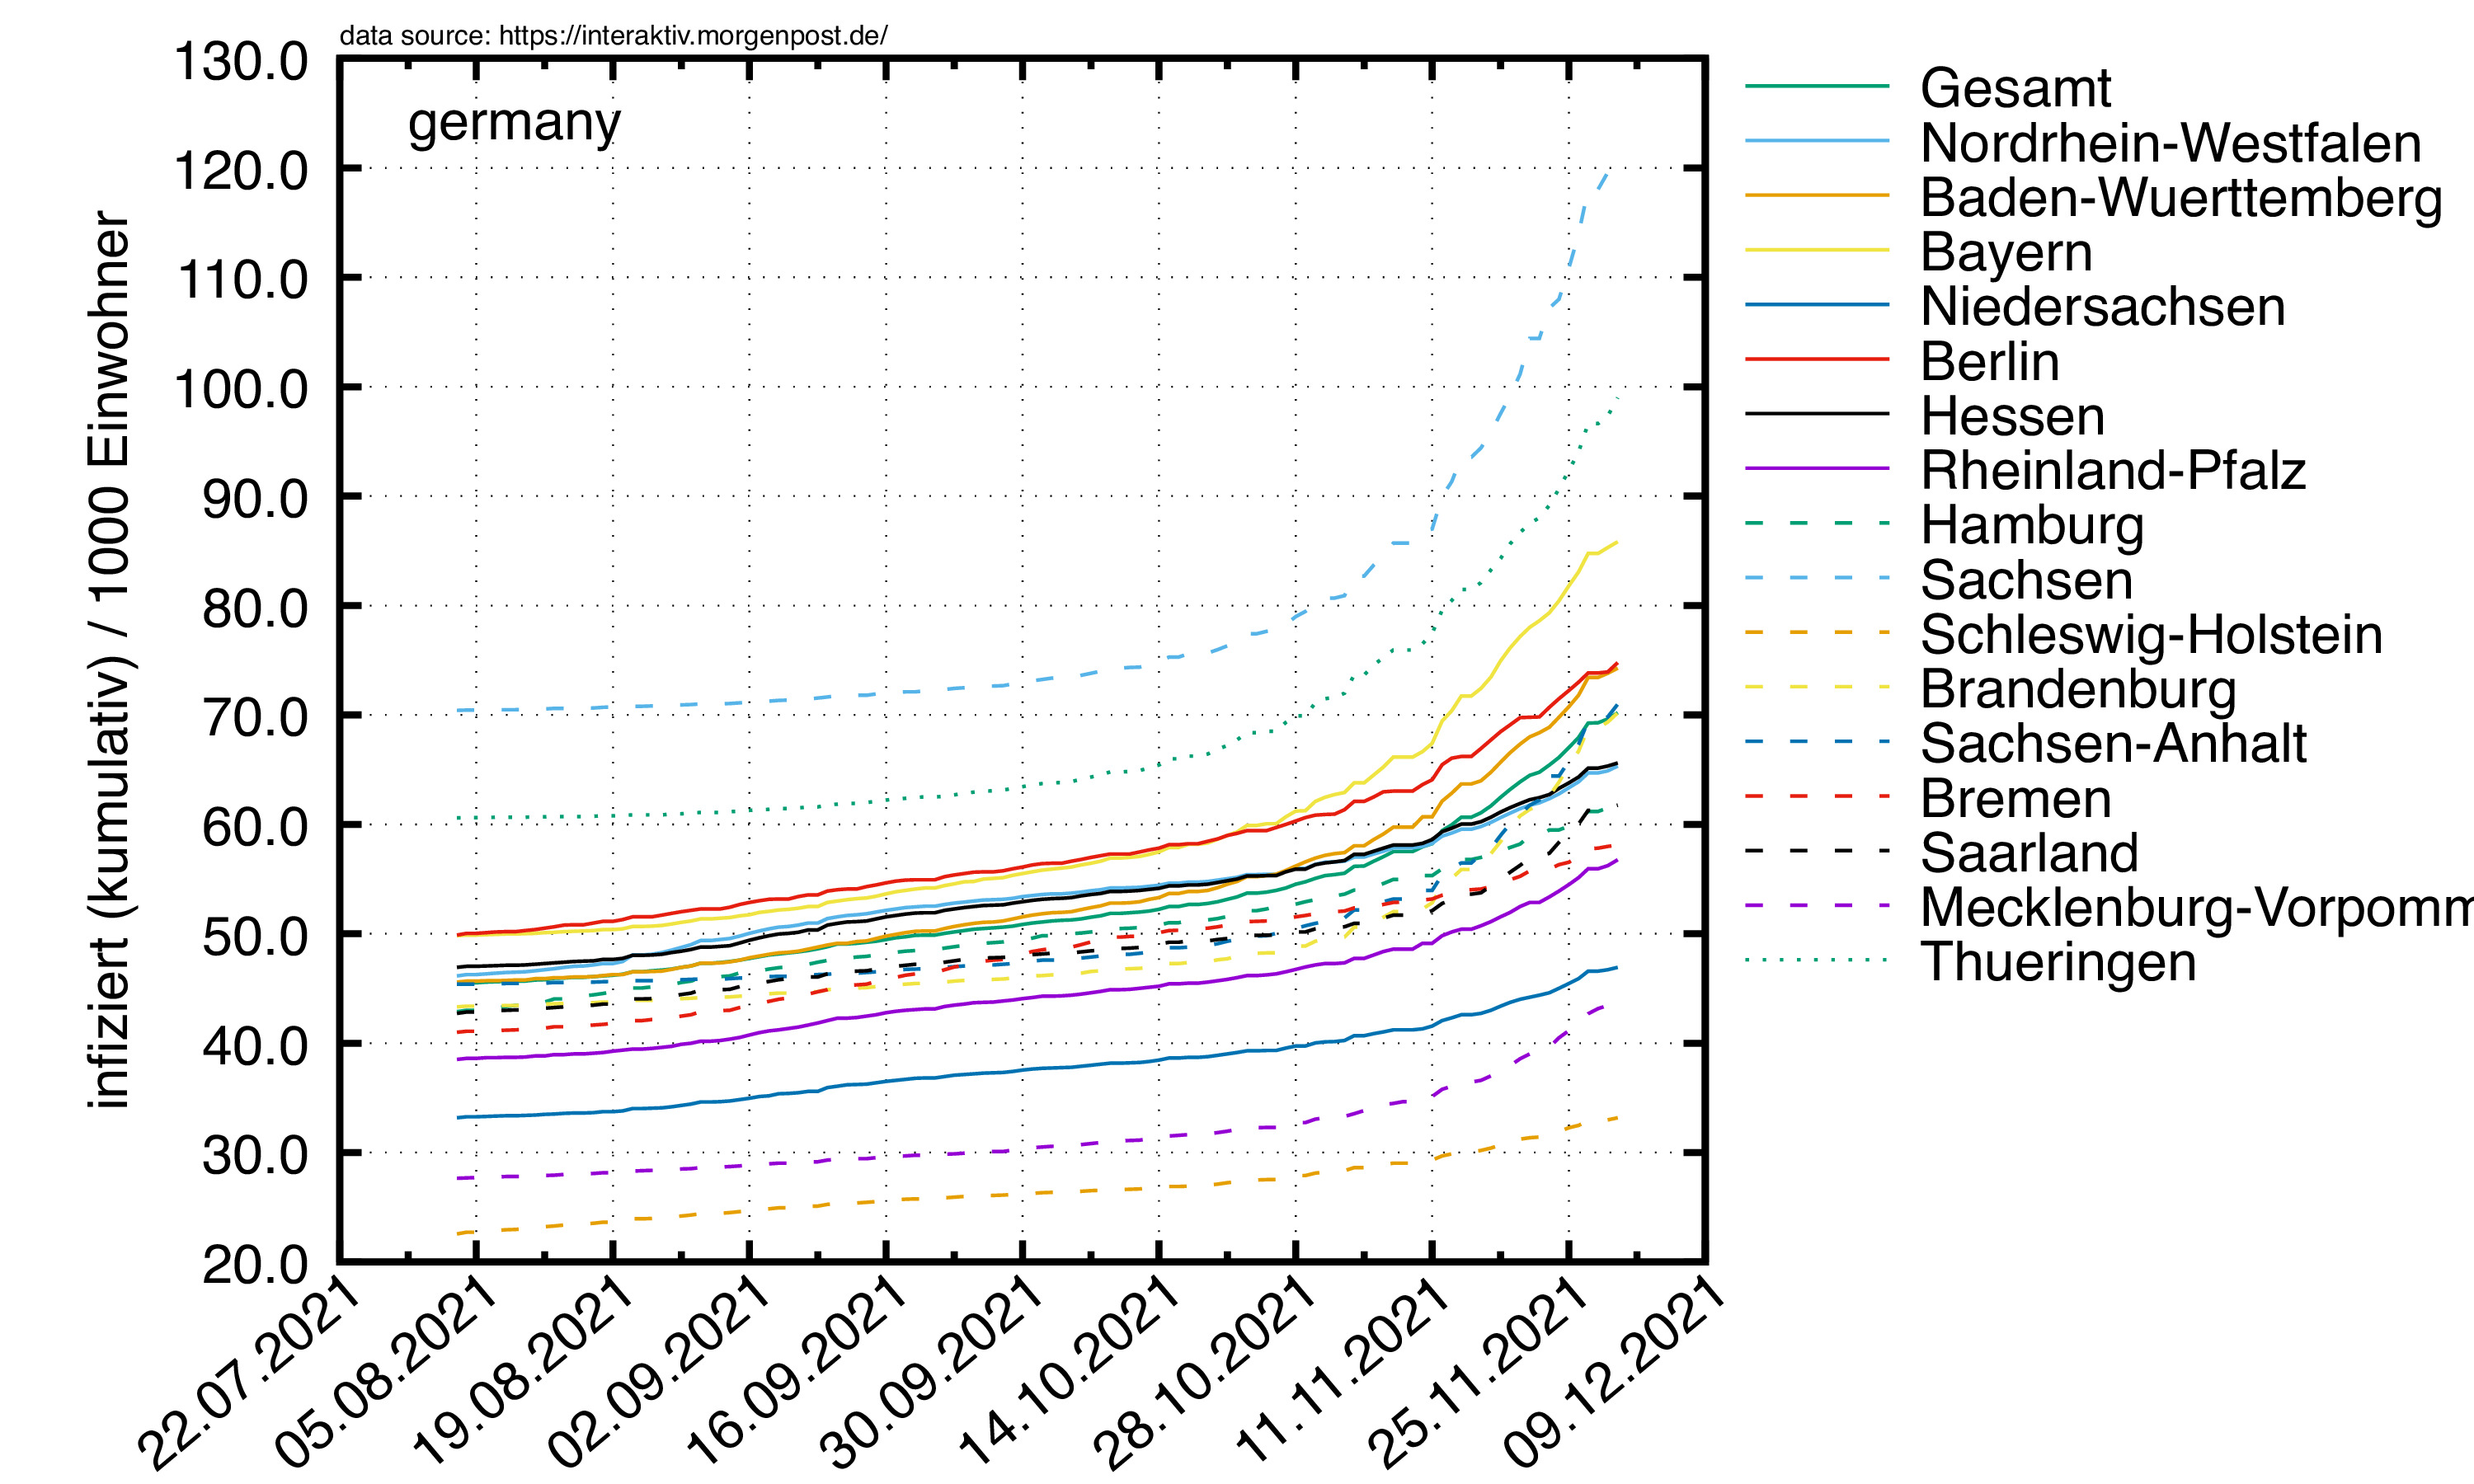 data source: https://interaktiv.morgenpost.de/
germany
infiziert (kumulativ) / 1000 Einwohner
130.0
120.0
110.0
100.0
90.0
80.0
70.0
60.0
50.0
40.0
30.0
20.0
22.07.2021
05.08.2021
19.08.2021
02.09.2021
16.09.2021
30.09.2021
14.10.2021
28.10.2021
11.11.2021
25.11.2021
09.12.2021
Gesamt
Nordrhein-Westfalen
Baden-Wuerttemberg
Bayern
Niedersachsen
Berlin
Hessen
Rheinland-Pfalz
Hamburg
Sachsen
Schleswig-Holstein
Brandenburg
Sachsen-Anhalt
Bremen
Saarland
Mecklenburg-Vorpomm
Thueringen